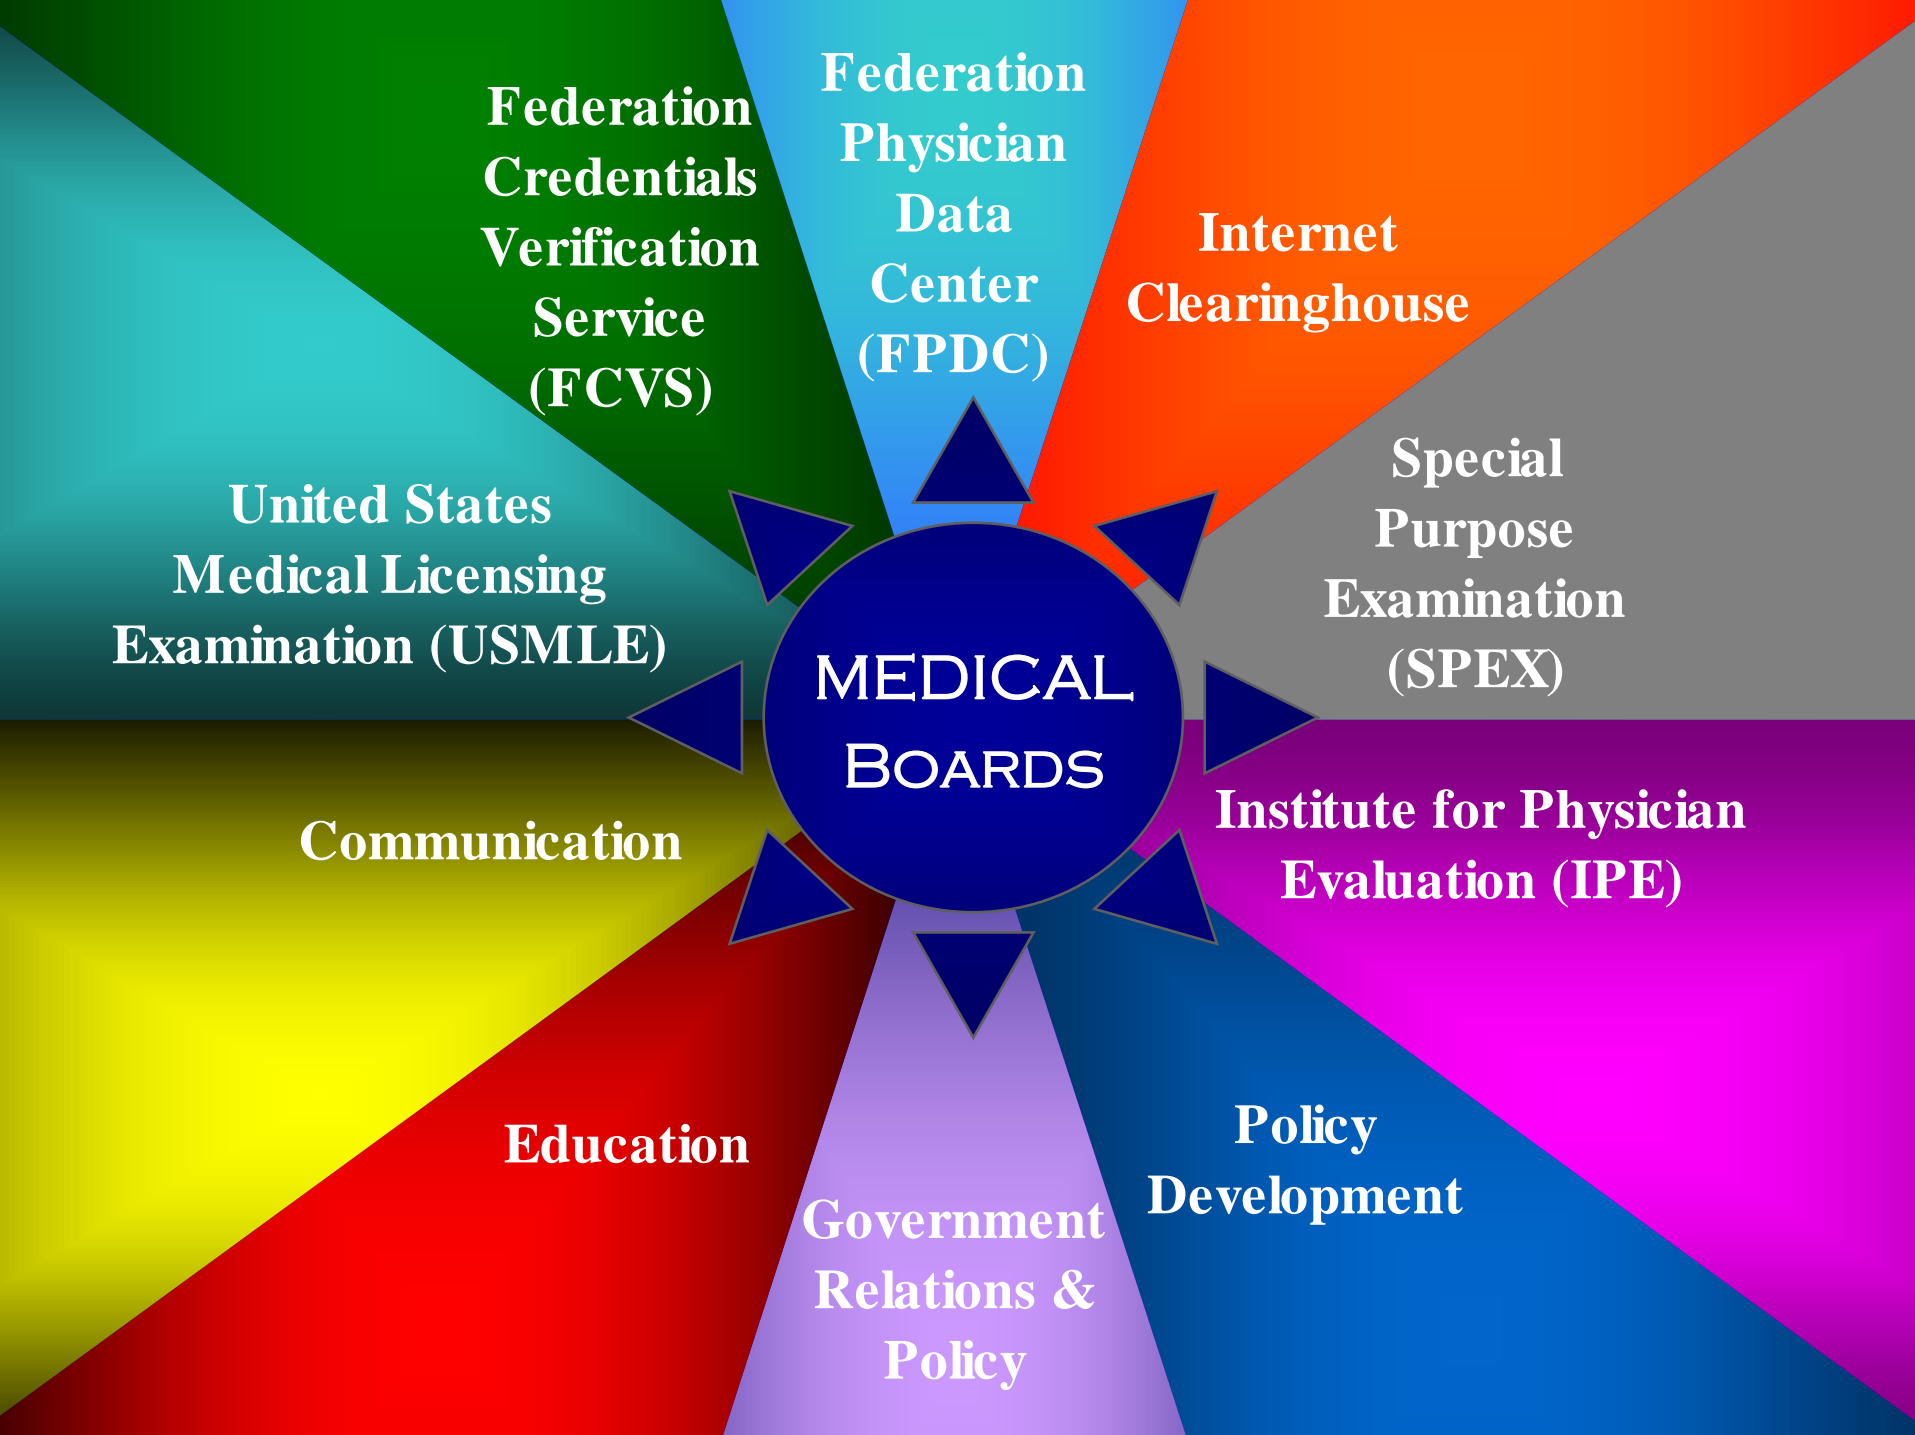 Federation
Credentials
Verification
Service
(FCVS)
Federation
Physician
Data
Center
(FPDC)
Internet
Clearinghouse
Special
Purpose
Examination
(SPEX)
United States
Medical Licensing
Examination (USMLE)
MEDICAL
BOARDS
Institute for Physician
Evaluation (IPE)
Communication
Education
Government
Relations &
Policy
Policy
Development